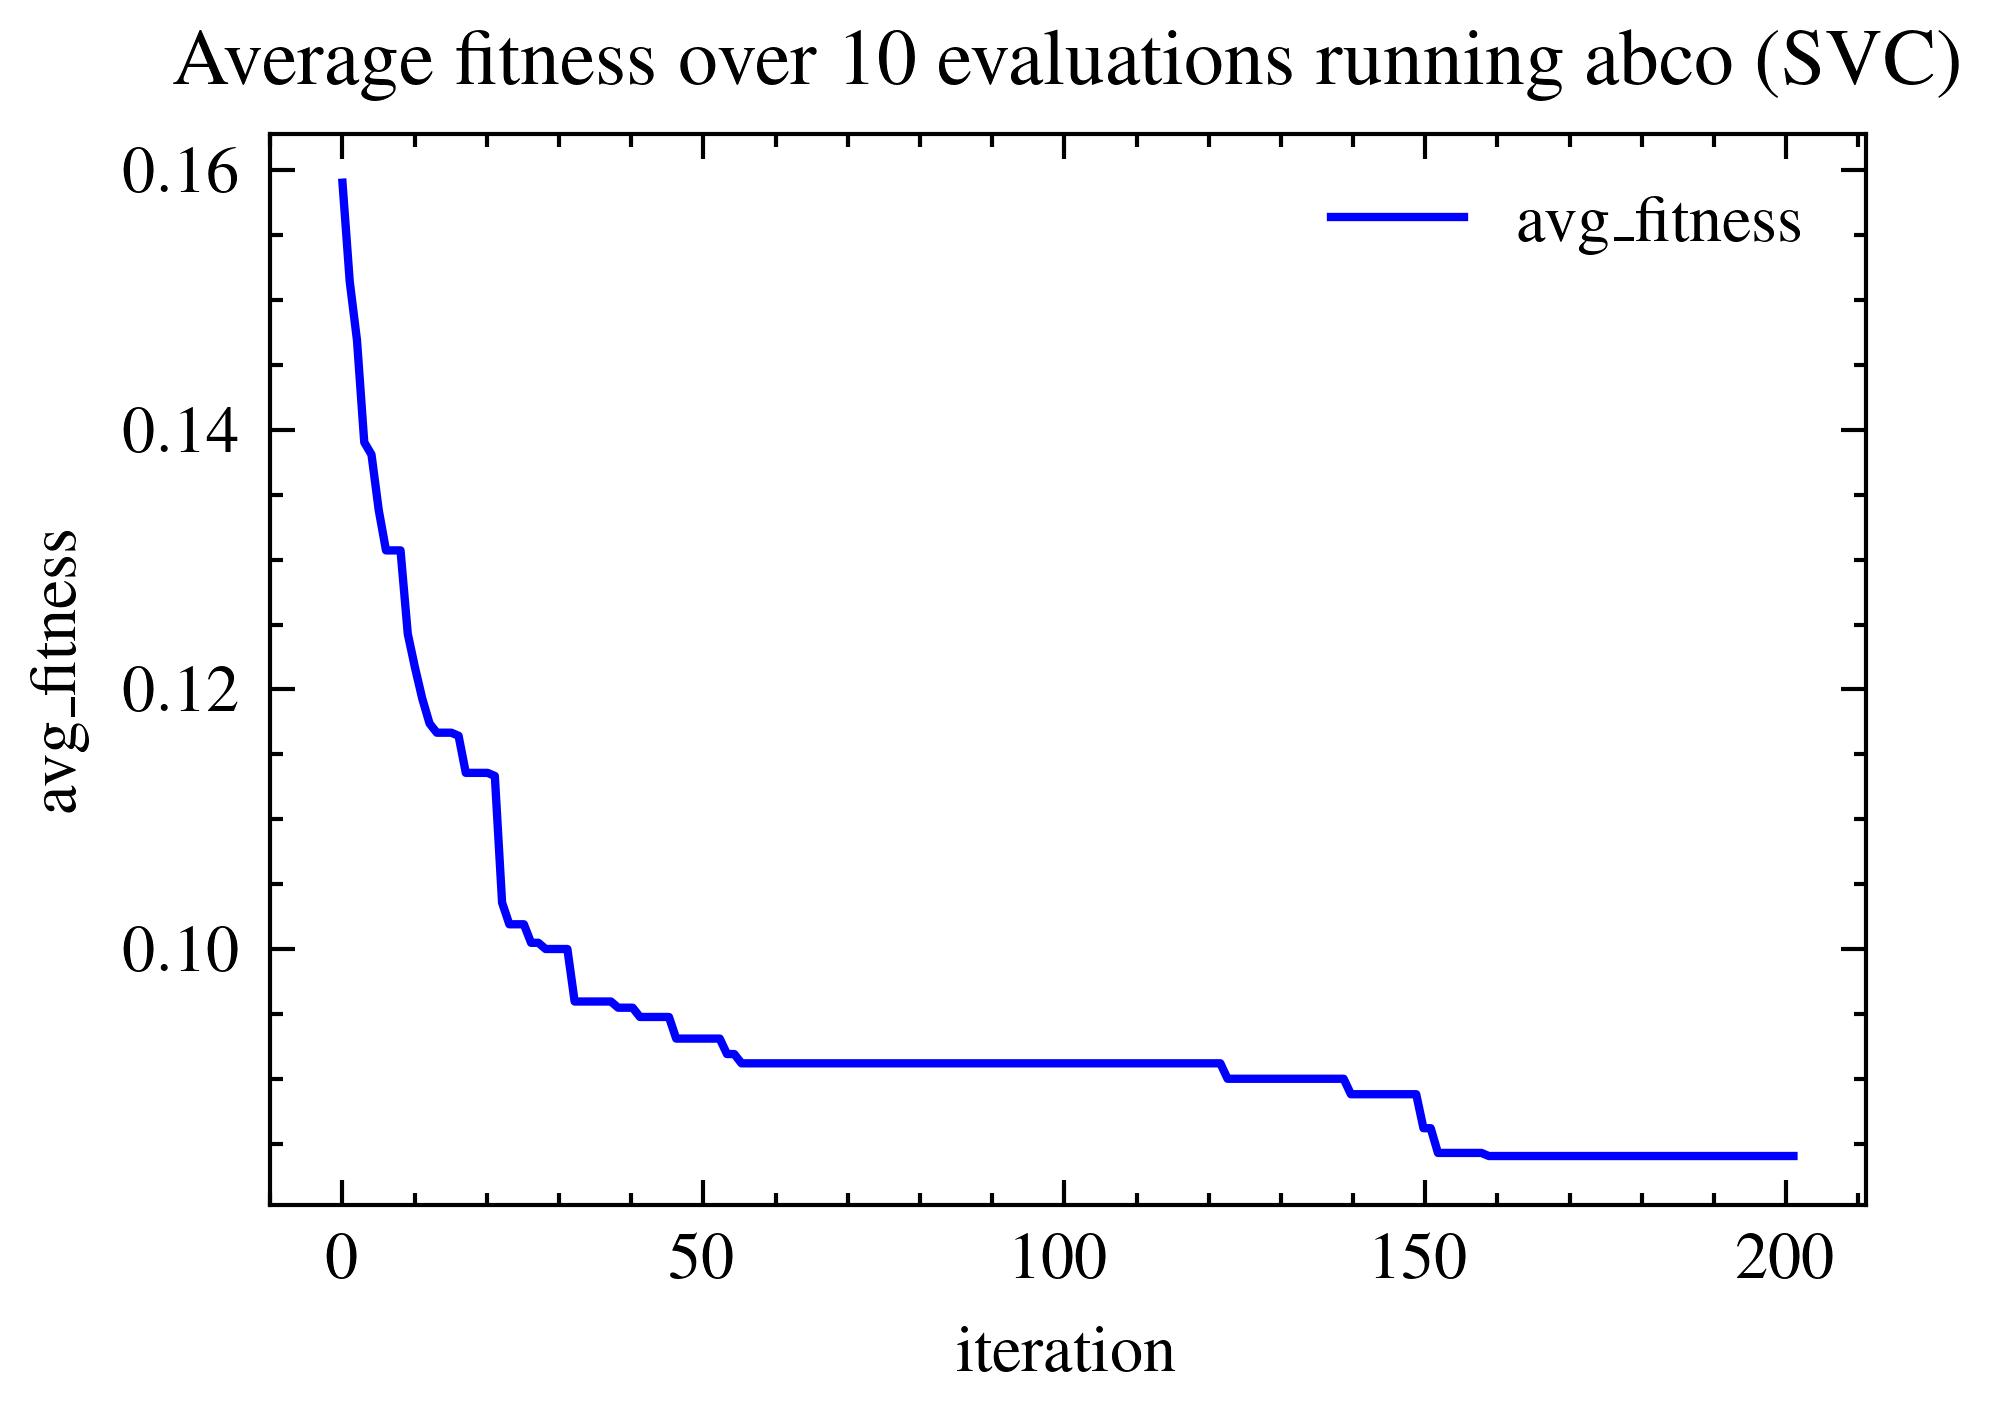 Average fitness over 10 evaluations running abco (SVC)
0.16
avg_fitness
0.14
0.12
0.10
avg_fitness
0
50
100
150
200
iteration